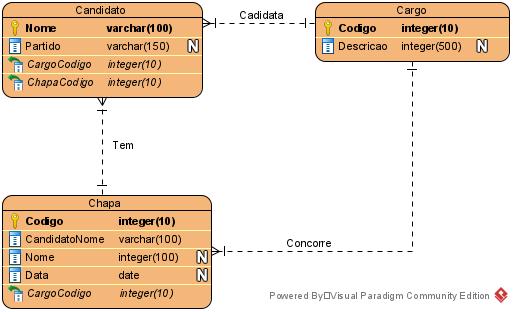 Candidato
Nome varchar(100)
Partido varchar(150) N
CargoCodigo integer(10)
ChapaCodigo integer(10)
Cadidata
Cargo
Codigo integer(10)
Descricao integer(500) N
Tem
Chapa
Codigo integer(10)
CandidatoNome varchar(100)
Nome integer(100) N
Data date N
CargoCodigo integer(10)
Concorre
Powered By Visual Paradigm Community Edition